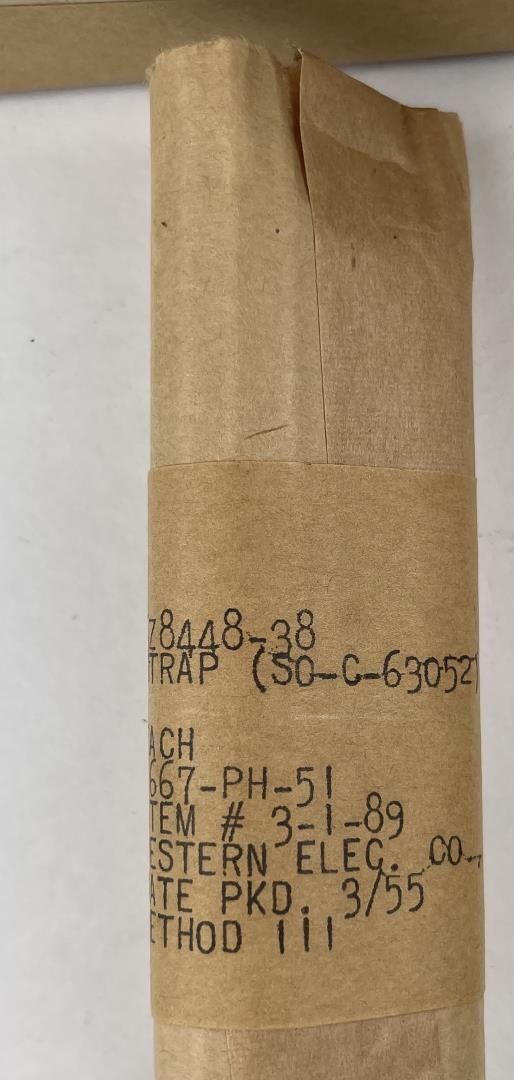 78448-38
TRAP (SO-C-63052
ACH
667-PH-51
TEM # 3-1-89
ESTERN ELEC. CO.,
ATE PKD. 3/55
ETHOD III